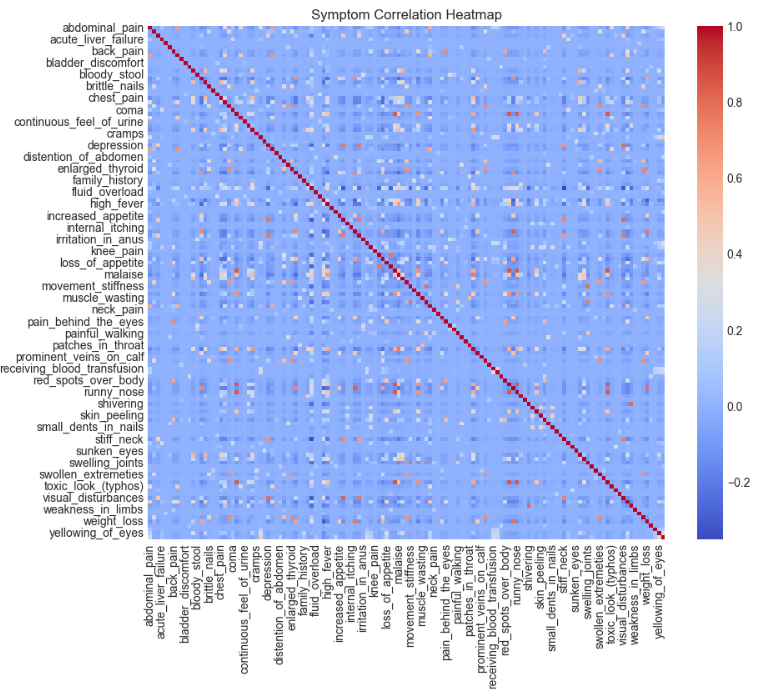 Symptom Correlation Heatmap
abdominal_pain
acute_liver_failure
back_pain
bladder_discomfort
bloody_stool
brittle_nails
chest_pain
coma
continuous_feel_of_urine
cramps
depression
distention_of_abdomen
enlarged_thyroid
family_history
fluid_overload
high_fever
increased_appetite
internal_itching
irritation_in_anus
knee_pain
loss_of_appetite
malaise
movement_stiffness
muscle_wasting
neck_pain
pain_behind_the_eyes
painful_walking
patches_in_throat
prominent_veins_on_calf
receiving_blood_transfusion
red_spots_over_body
runny_nose
shivering
skin_peeling
small_dents_in_nails
stiff_neck
sunken_eyes
swelling_joints
swollen_extremeties
toxic_look_(typhos)
visual_disturbances
weakness_in_limbs
weight_loss
yellowing_of_eyes
abdominal_pain
acute_liver_failure
back_pain
bladder_discomfort
bloody_stool
brittle_nails
chest_pain
coma
continuous_feel_of_urine
cramps
depression
distention_of_abdomen
enlarged_thyroid
family_history
fluid_overload
high_fever
increased_appetite
internal_itching
irritation_in_anus
knee_pain
loss_of_appetite
malaise
movement_stiffness
muscle_wasting
neck_pain
pain_behind_the_eyes
painful_walking
patches_in_throat
prominent_veins_on_calf
receiving_blood_transfusion
red_spots_over_body
runny_nose
shivering
skin_peeling
small_dents_in_nails
stiff_neck
sunken_eyes
swelling_joints
swollen_extremeties
toxic_look_(typhos)
visual_disturbances
weakness_in_limbs
weight_loss
yellowing_of_eyes
1.0
0.8
0.6
0.4
0.2
0.0
−0.2